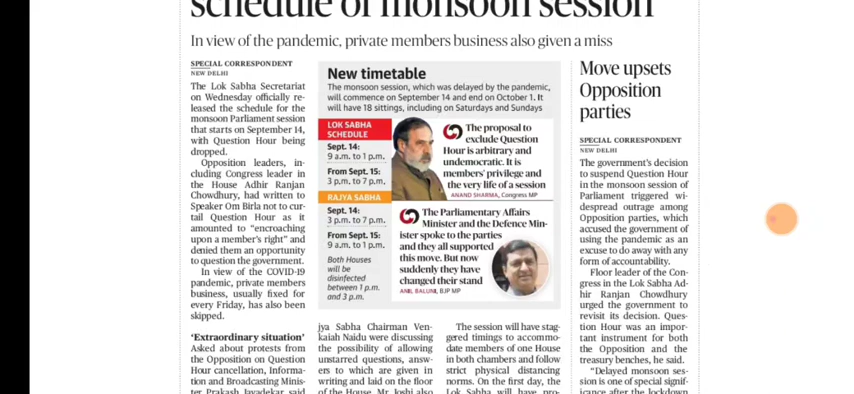 schedule of monsoon session
In view of the pandemic, private members business also given a miss
SPECIAL CORRESPONDENT
NEW DELHI
The Lok Sabha Secretariat
on Wednesday officially re-
leased the schedule for the
monsoon Parliament session
that starts on September 14,
with Question Hour being
dropped.
Opposition leaders, in-
cluding Congress leader in
the House Adhir Ranjan
Chowdhury, had written to
Speaker Om Birla not to cur-
tail Question Hour as it
amounted to “encroaching
upon a member's right” and
denied them an opportunity
to question the government.
In view of the COVID-19
pandemic, private members
business, usually fixed for
every Friday, has also been
skipped.
‘Extraordinary situation’
Asked about protests from
the Opposition on Question
Hour cancellation, Informa-
tion and Broadcasting Minis-
ter Prakash Javadekar said
New timetable
The monsoon session, which was delayed by the pandemic,
will commence on September 14 and end on October 1. It
will have 18 sittings, including on Saturdays and Sundays
LOK SABHA
SCHEDULE
Sept. 14:
9 a.m. to 1 p.m.
From Sept. 15:
3 p.m. to 7 p.m.
RAJYA SABHA
Sept. 14:
3 p.m. to 7 p.m.
From Sept. 15:
9 a.m. to 1 p.m.
Both Houses
will be
disinfected
between 1 p.m.
and 3 p.m.
The proposal to
exclude Question
Hour is arbitrary and
undemocratic. It is
members' privilege and
the very life of a session
ANAND SHARMA, Congress MP
The Parliamentary Affairs
Minister and the Defence Min-
ister spoke to the parties
and they all supported
this move. But now
suddenly they have
changed their stand
ANIL BALUNI, BJP MP
jya Sabha Chairman Ven-
kaiah Naidu were discussing
the possibility of allowing
unstarred questions, answ-
ers to which are given in
writing and laid on the floor
of the House. Mr. Joshi also
The session will have stag-
gered timings to accommo-
date members of one House
in both chambers and follow
strict physical distancing
norms. On the first day, the
Lok Sabha will have pro-
Move upsets
Opposition
parties
SPECIAL CORRESPONDENT
NEW DELHI
The government's decision
to suspend Question Hour
in the monsoon session of
Parliament triggered wi-
despread outrage among
Opposition parties, which
accused the government of
using the pandemic as an
excuse to do away with any
form of accountability.
Floor leader of the Con-
gress in the Lok Sabha Ad-
hir Ranjan Chowdhury
urged the government to
revisit its decision. Ques-
tion Hour was an impor-
tant instrument for both
the Opposition and the
treasury benches, he said.
“Delayed monsoon ses-
sion is one of special signif-
icance after the lockdown